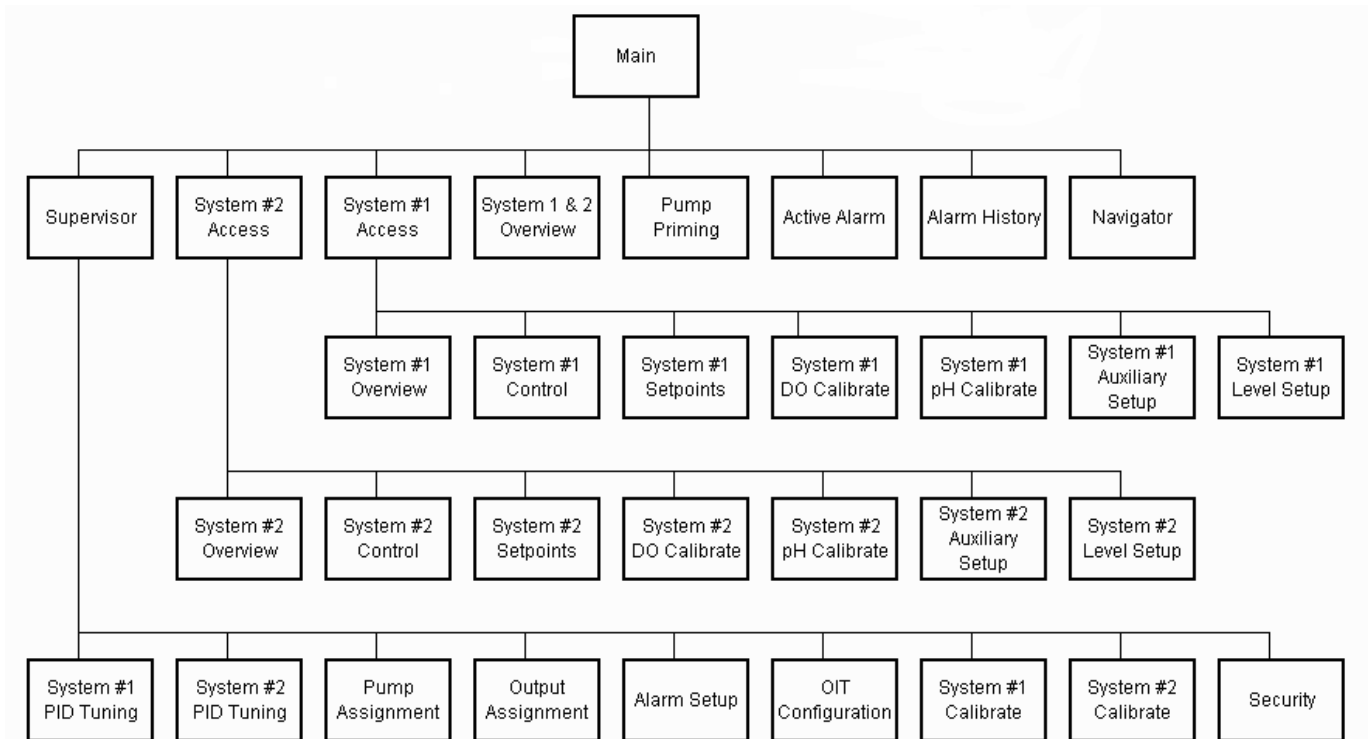 Main
Supervisor
System #2
Access
System #1
Access
System 1 & 2
Overview
Pump
Priming
Active Alarm
Alarm History
Navigator
System #1
Overview
System #1
Control
System #1
Setpoints
System #1
DO Calibrate
System #1
pH Calibrate
System #1
Auxiliary
Setup
System #1
Level Setup
System #2
Overview
System #2
Control
System #2
Setpoints
System #2
DO Calibrate
System #2
pH Calibrate
System #2
Auxiliary
Setup
System #2
Level Setup
System #1
PID Tuning
System #2
PID Tuning
Pump
Assignment
Output
Assignment
Alarm Setup
OIT
Configuration
System #1
Calibrate
System #2
Calibrate
Security